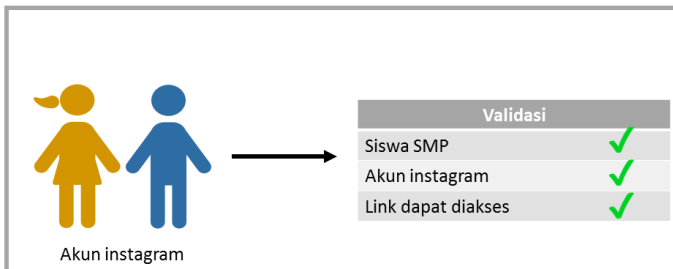 Validasi
Siswa SMP
Akun instagram
Link dapat diakses
Akun instagram